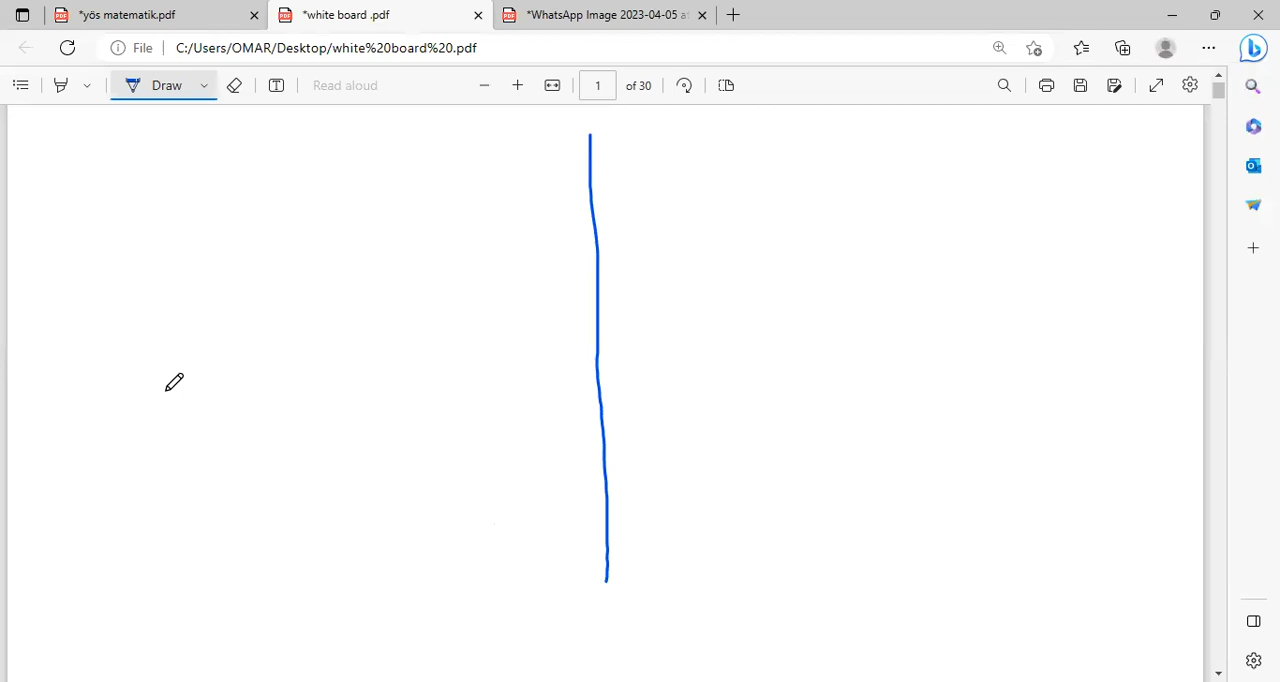 *yös matematik.pdf
*white board .pdf
*WhatsApp Image 2023-04-05 at
File
C:/Users/OMAR/Desktop/white%20board%20.pdf
Draw
Read aloud
1
of 30